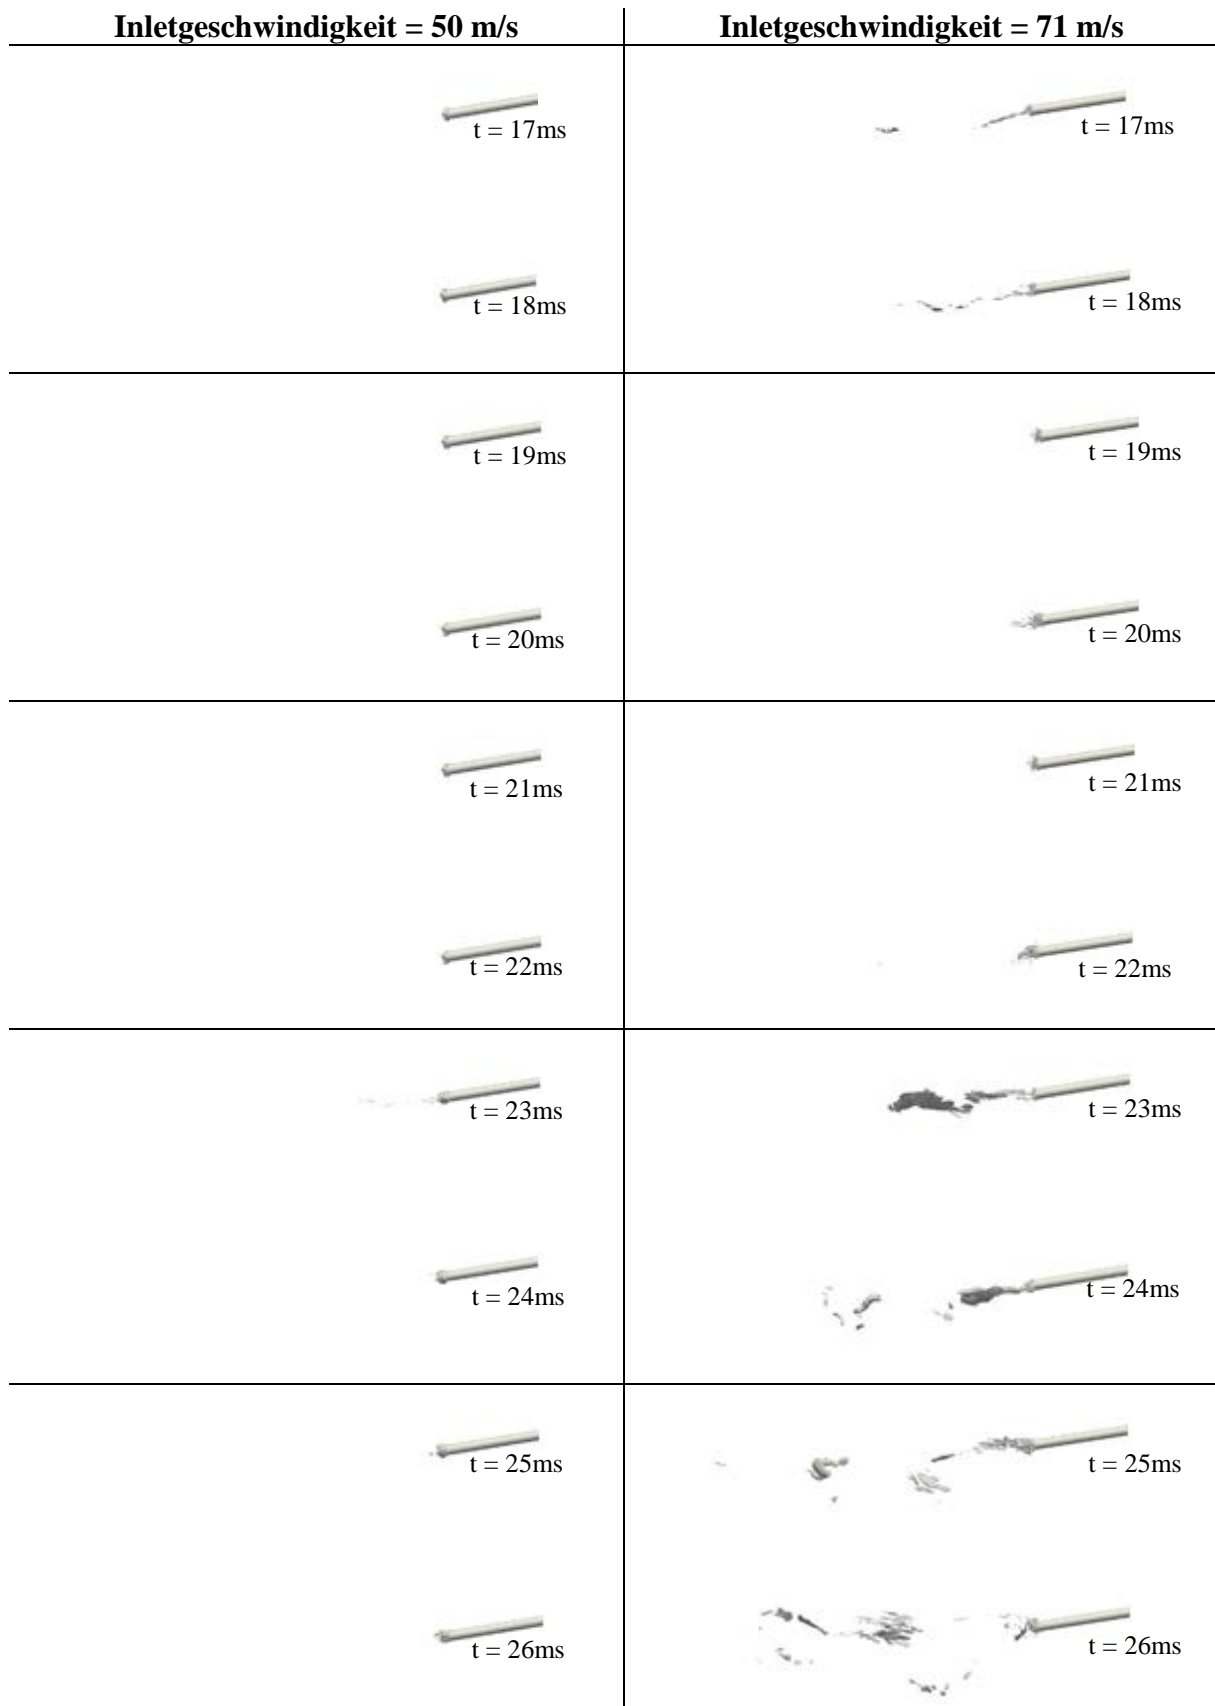 Inletgeschwindigkeit = 50 m/s
Inletgeschwindigkeit = 71 m/s
t = 17ms
t = 17ms
t = 18ms
t = 18ms
t = 19ms
t = 19ms
t = 20ms
t = 20ms
t = 21ms
t = 21ms
t = 22ms
t = 22ms
t = 23ms
t = 23ms
t = 24ms
t = 24ms
t = 25ms
t = 25ms
t = 26ms
t = 26ms